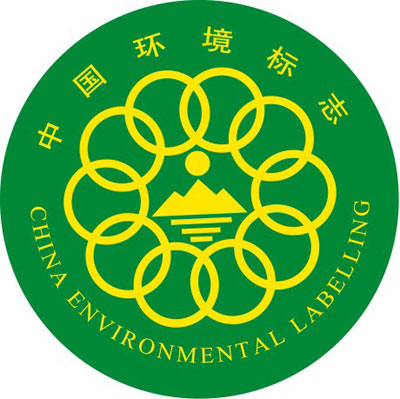 中国环境标志
CHINA ENVIRONMENTAL LABELLING